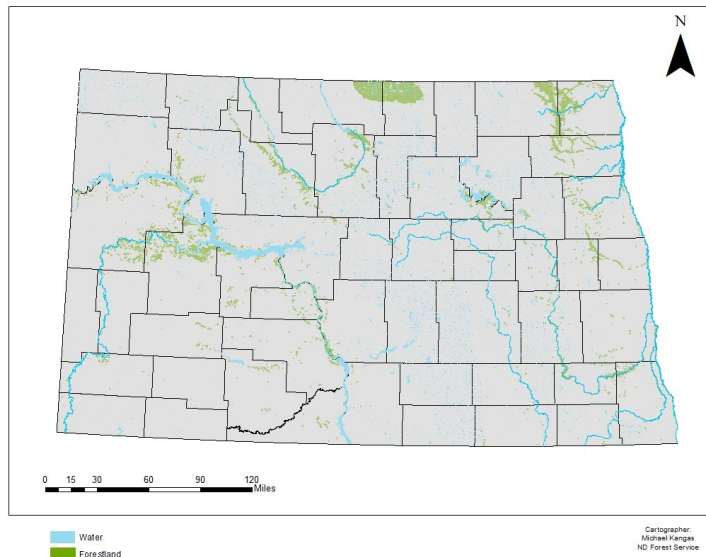 N
0 15 30 60 90 120
Miles
Water
Forestland
Cartographer:
Michael Kangas
ND Forest Service